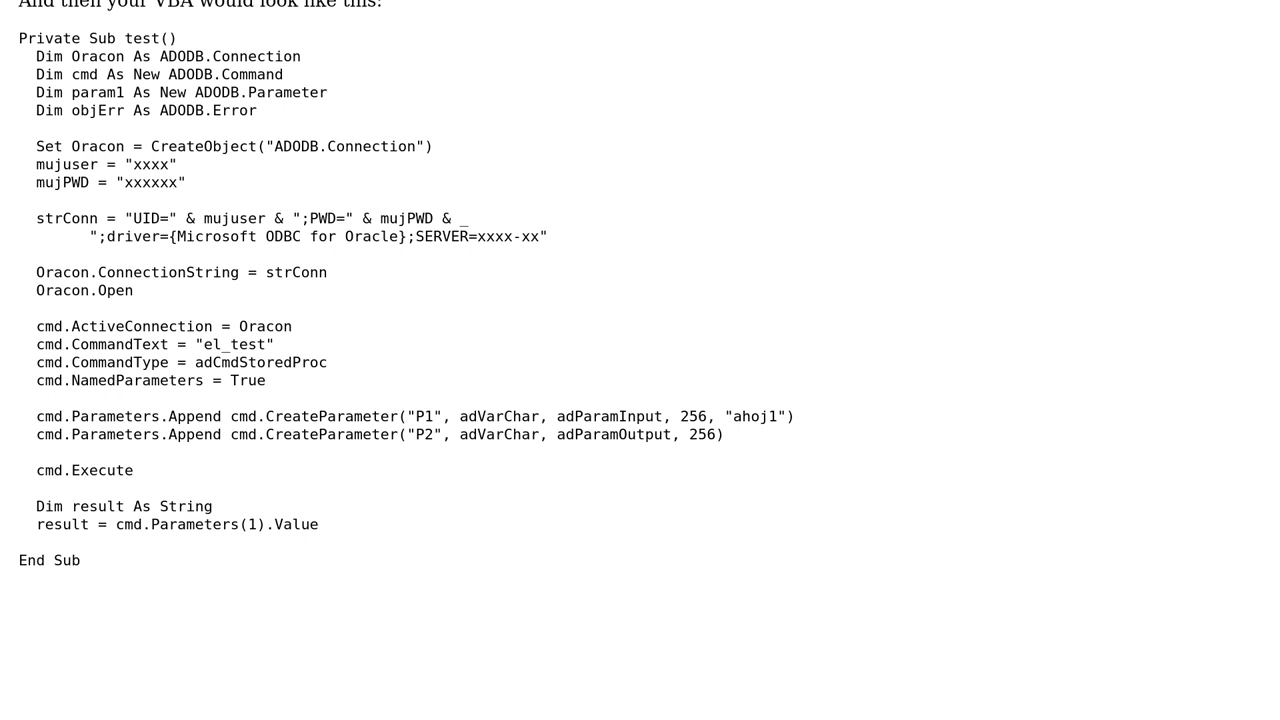 And then your VBA would look like this:
Private Sub test()
  Dim Oracon As ADODB.Connection
  Dim cmd As New ADODB.Command
  Dim param1 As New ADODB.Parameter
  Dim objErr As ADODB.Error

  Set Oracon = CreateObject("ADODB.Connection")
  mujuser = "xxxx"
  mujPWD = "xxxxxx"

  strConn = "UID=" & mujuser & ";PWD=" & mujPWD & _
        ";driver={Microsoft ODBC for Oracle};SERVER=xxxx-xx"

  Oracon.ConnectionString = strConn
  Oracon.Open

  cmd.ActiveConnection = Oracon
  cmd.CommandText = "el_test"
  cmd.CommandType = adCmdStoredProc
  cmd.NamedParameters = True

  cmd.Parameters.Append cmd.CreateParameter("P1", adVarChar, adParamInput, 256, "ahoj1")
  cmd.Parameters.Append cmd.CreateParameter("P2", adVarChar, adParamOutput, 256)

  cmd.Execute

  Dim result As String
  result = cmd.Parameters(1).Value

End Sub